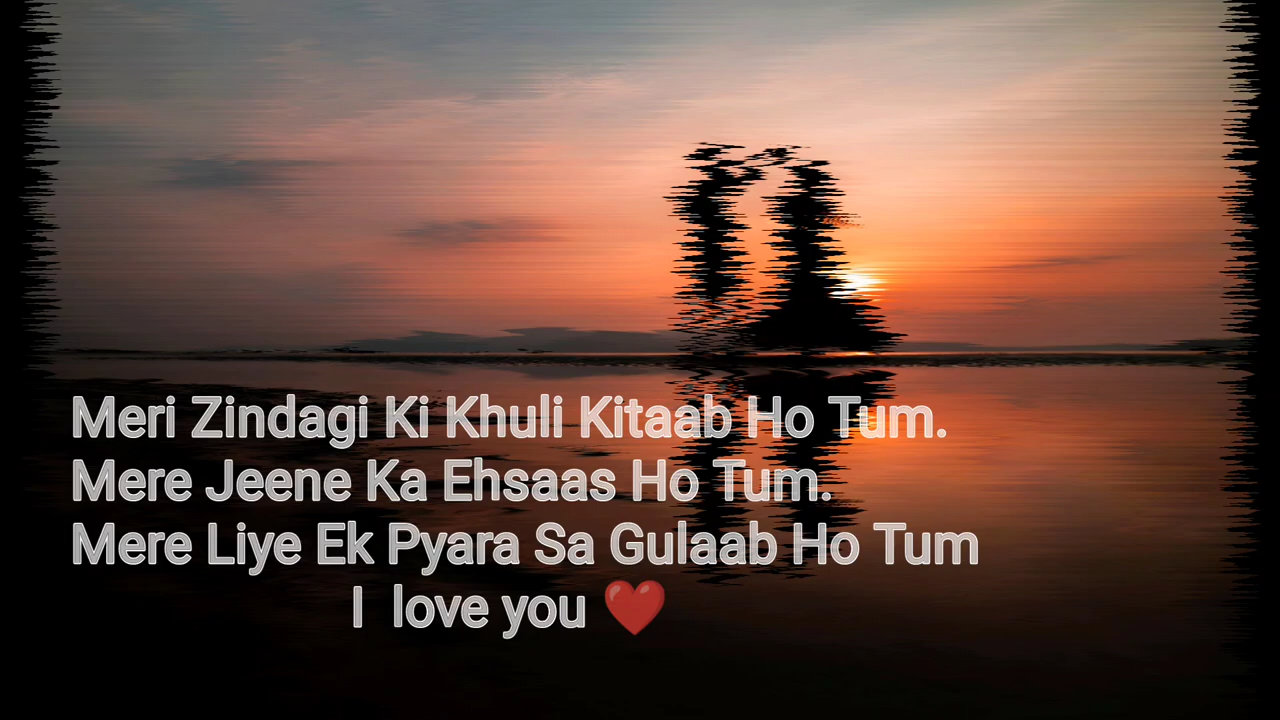 Meri Zindagi Ki Khuli Kitaab Ho Tum.
Mere Jeene Ka Ehsaas Ho Tum.
Mere Liye Ek Pyara Sa Gulaab Ho Tum
I love you ❤️